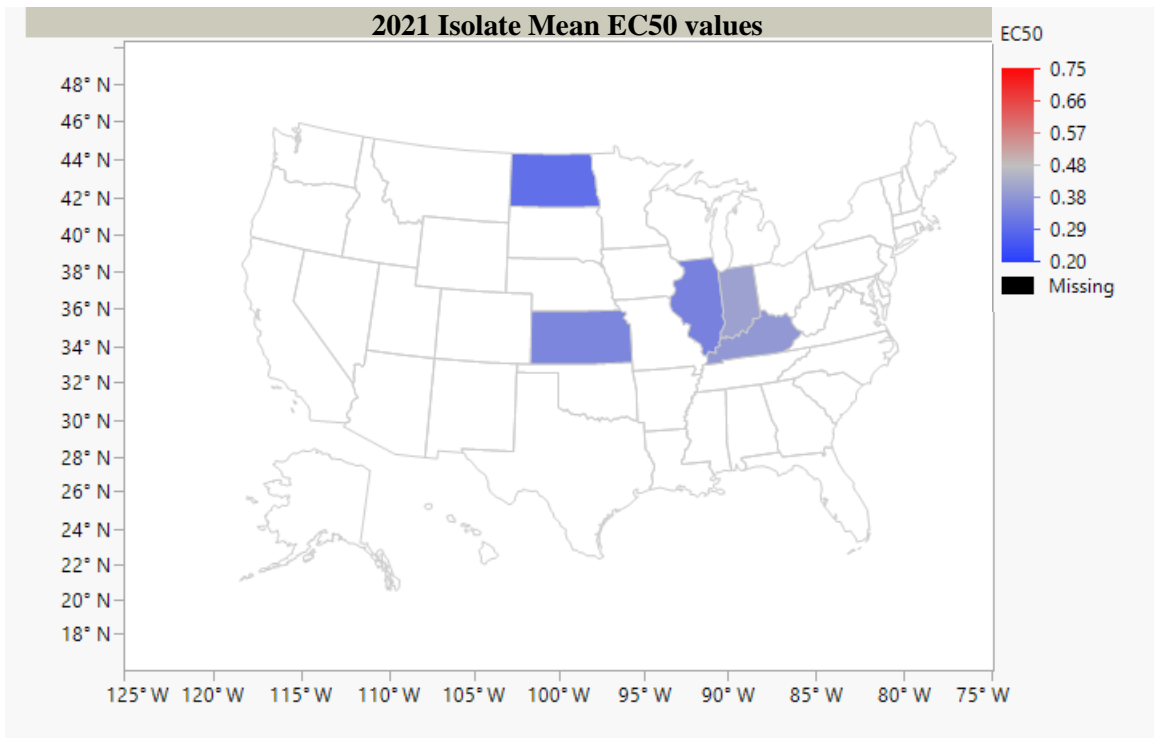 2021 Isolate Mean EC50 values
EC50
0.75
0.66
0.57
0.48
0.38
0.29
0.20
Missing
48° N
46° N
44° N
42° N
40° N
38° N
36° N
34° N
32° N
30° N
28° N
26° N
24° N
22° N
20° N
18° N
125° W 120° W 115° W 110° W 105° W 100° W 95° W 90° W 85° W 80° W 75° W